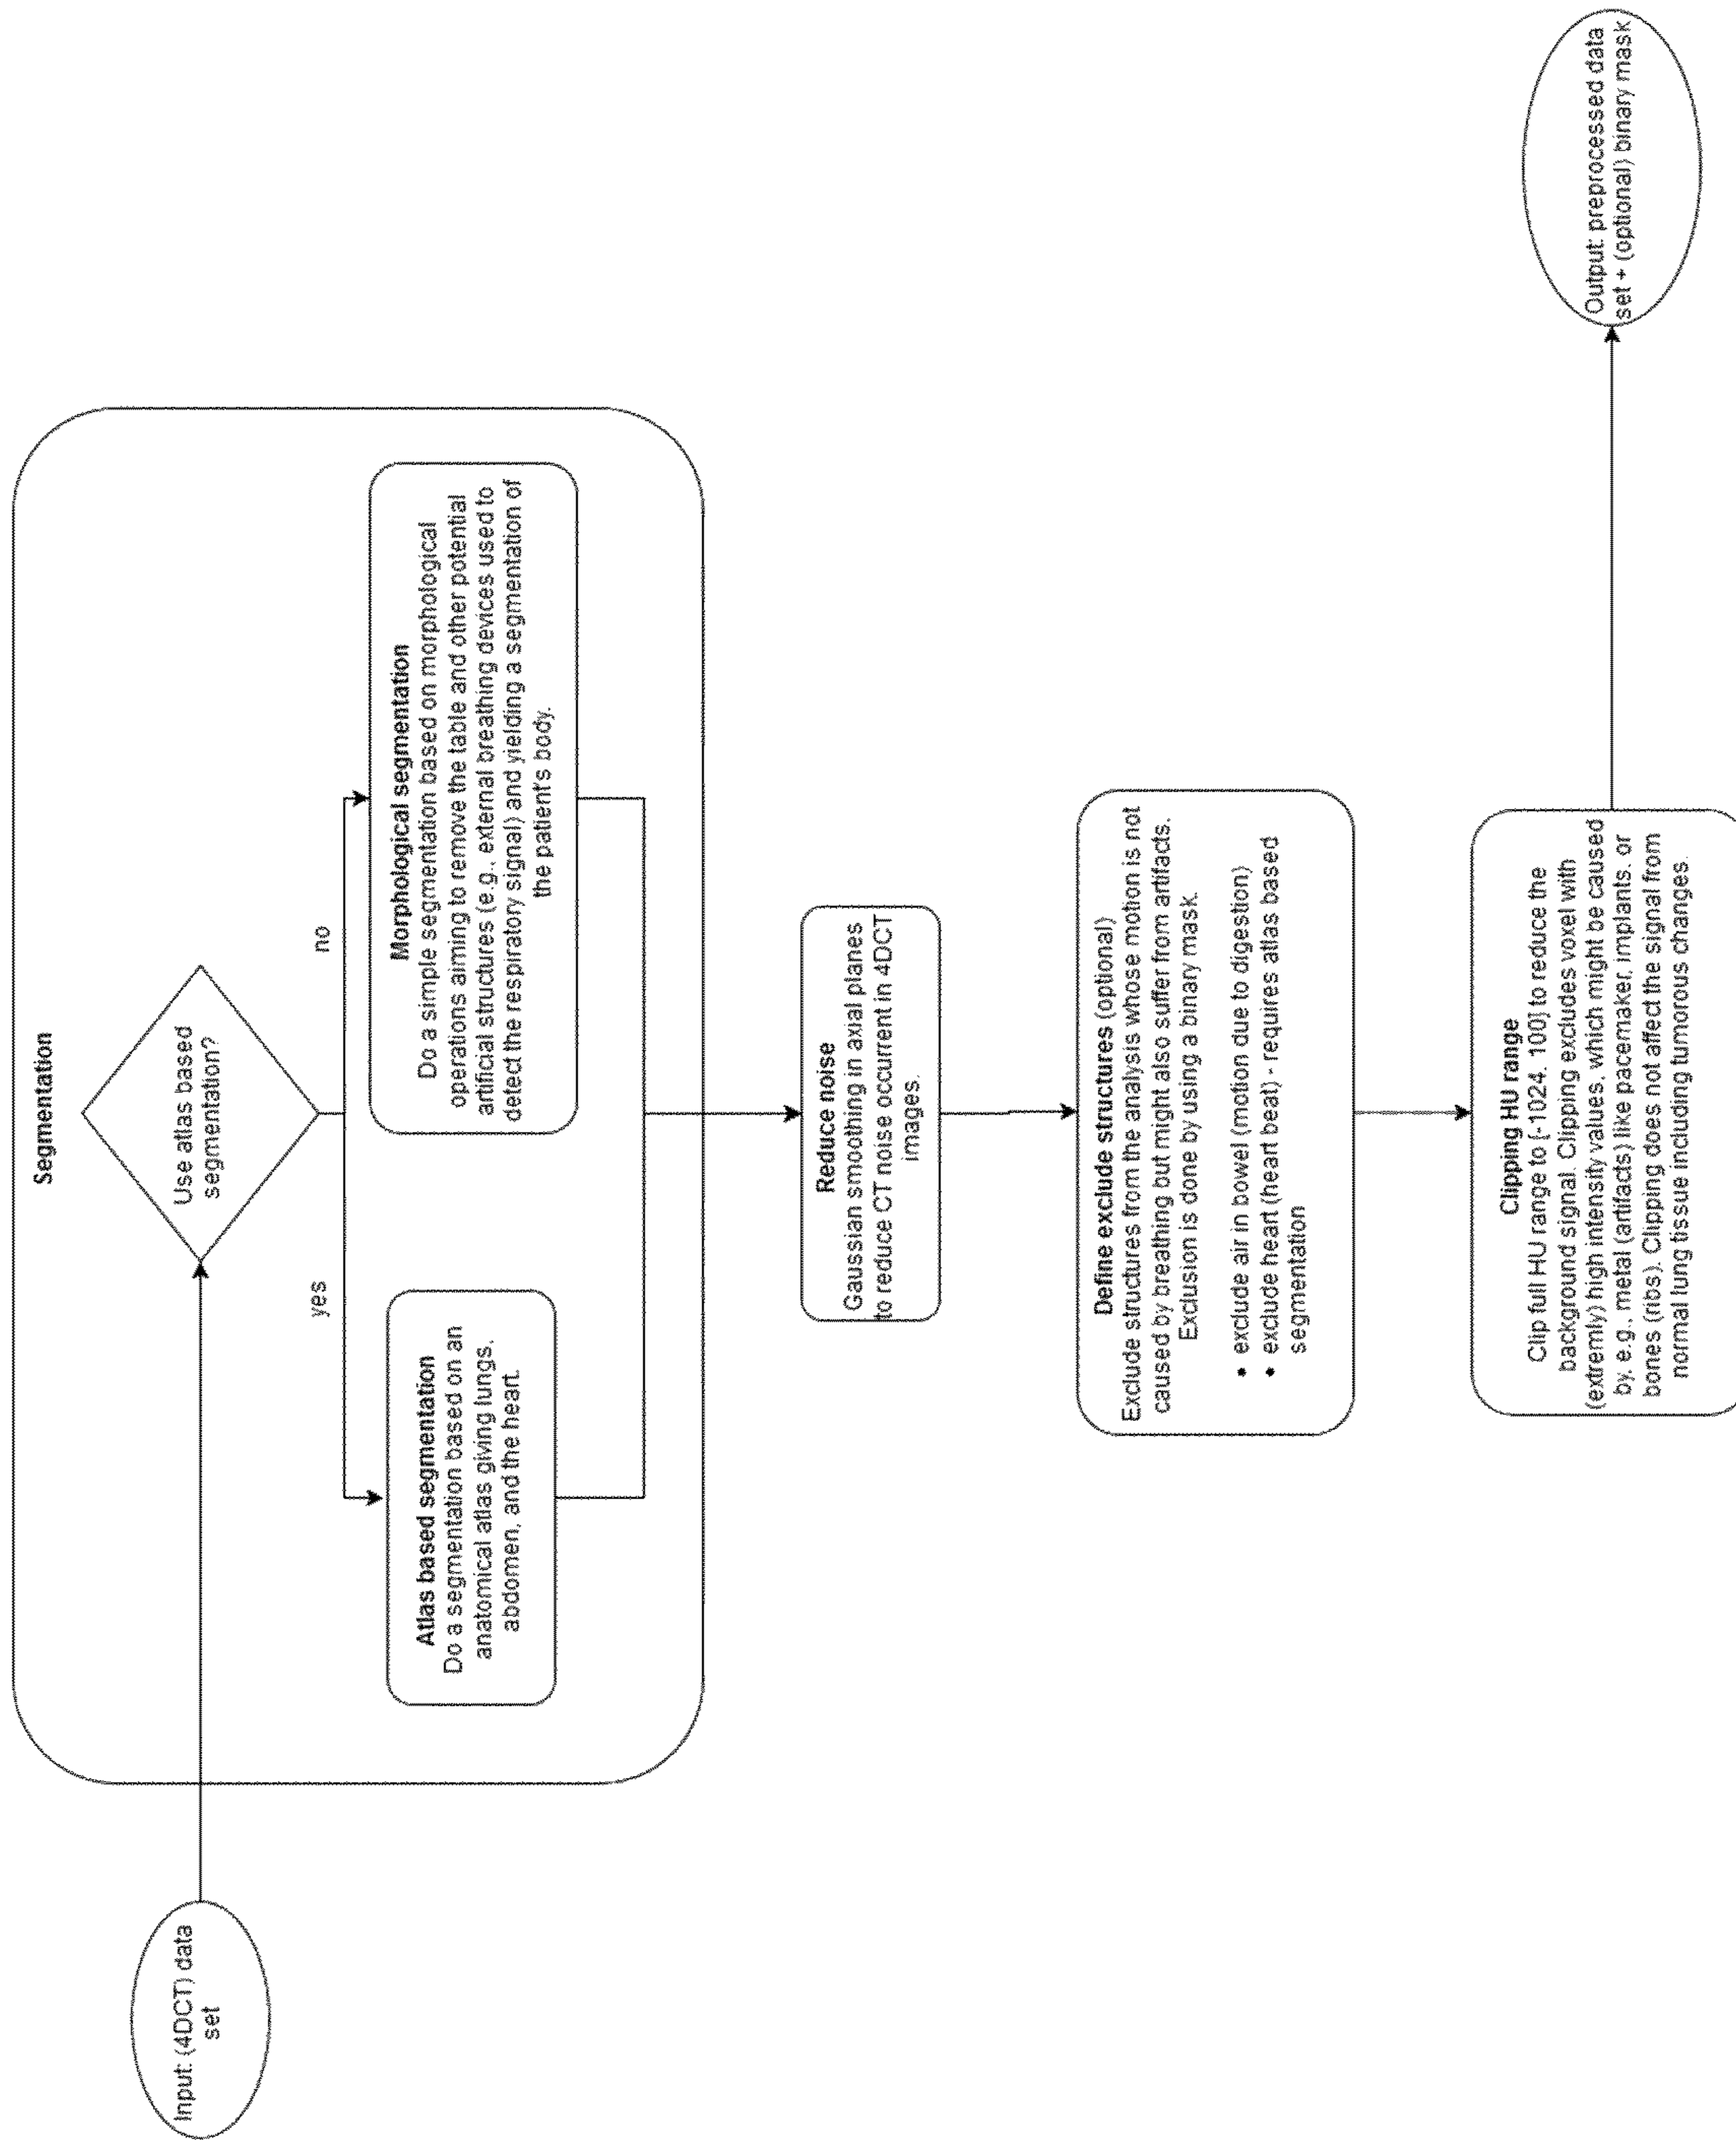 Input: (4DCT) data
set
Segmentation
Use atlas based
segmentation?
yes
no
Atlas based segmentation
Do a segmentation based on an
anatomical atlas giving lungs,
abdomen, and the heart.
Morphological segmentation
Do a simple segmentation based on morphological
operations aiming to remove the table and other potential
artificial structures (e.g., external breathing devices used to
detect the respiratory signal) and yielding a segmentation of
the patient's body.
Reduce noise
Gaussian smoothing in axial planes
to reduce CT noise occurrent in 4DCT
images.
Define exclude structures (optional)
Exclude structures from the analysis whose motion is not
caused by breathing but might also suffer from artifacts.
Exclusion is done by using a binary mask.
• exclude air in bowel (motion due to digestion)
• exclude heart (heart beat) - requires atlas based
segmentation
Clipping HU range
Clip full HU range to [-1024, 100] to reduce the
background signal. Clipping excludes voxel with
(extremly) high intensity values, which might be caused
by, e.g., metal (artifacts) like pacemaker, implants, or
bones (ribs). Clipping does not affect the signal from
normal lung tissue including tumorous changes.
Output: preprocessed data
set + (optional) binary mask